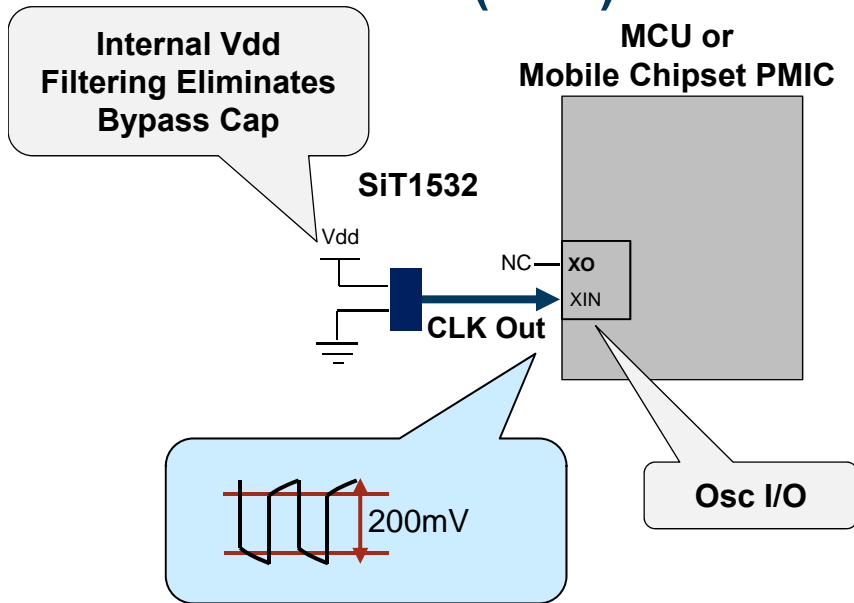 Internal Vdd
Filtering Eliminates
Bypass Cap
MCU or
Mobile Chipset PMIC
SiT1532
Vdd
NC
XO
XIN
CLK Out
200mV
Osc I/O